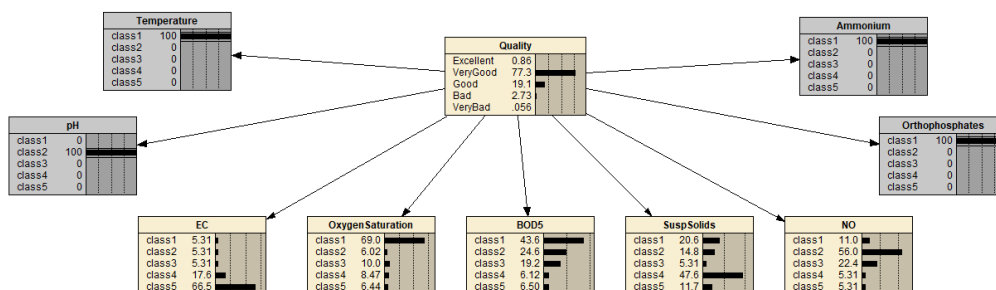 Temperature
class1 100
class2 0
class3 0
class4 0
class5 0
Quality
Excellent 0.86
VeryGood 77.3
Good 19.1
Bad 2.73
VeryBad .056
Ammonium
class1 100
class2 0
class3 0
class4 0
class5 0
pH
class1 0
class2 100
class3 0
class4 0
class5 0
Orthophosphates
class1 100
class2 0
class3 0
class4 0
class5 0
EC
class1 5.31
class2 5.31
class3 5.31
class4 17.6
class5 66.5
OxygenSaturation
class1 69.0
class2 6.02
class3 10.0
class4 8.47
class5 6.44
BOD5
class1 43.6
class2 24.6
class3 19.2
class4 6.12
class5 6.50
SuspSolids
class1 20.6
class2 14.8
class3 5.31
class4 47.6
class5 11.7
NO
class1 11.0
class2 56.0
class3 22.4
class4 5.31
class5 5.31